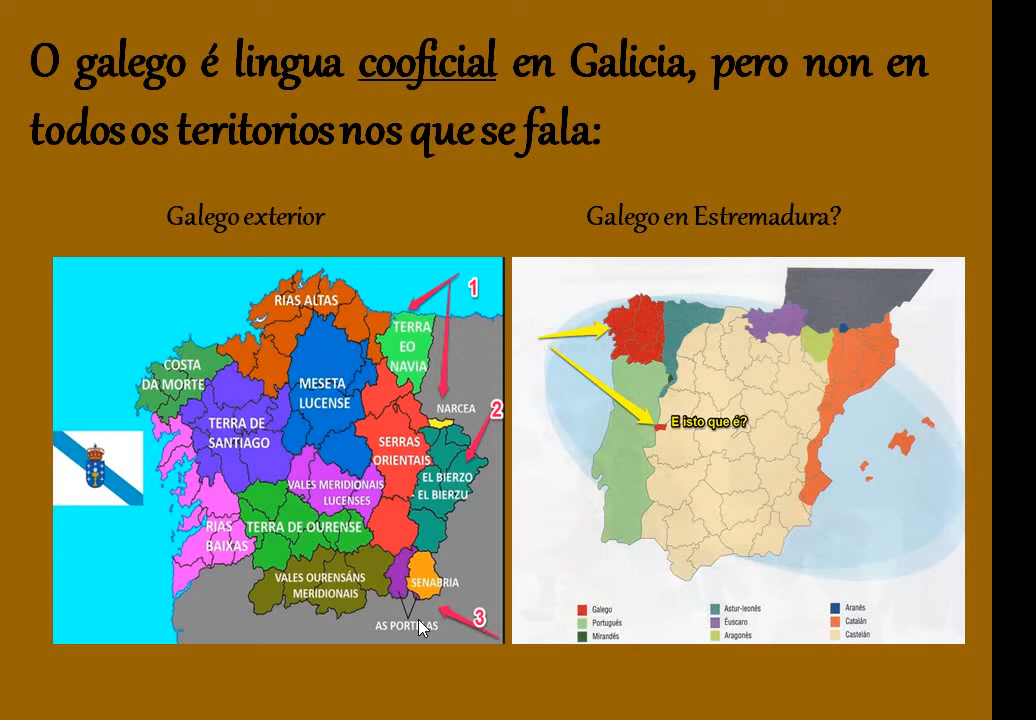 O galego é lingua cooficial en Galicia, pero non en
todos os teritorios nos que se fala:
Galego exterior
Galego en Estremadura?
RIAS ALTAS
1
TERRA
EO
NAVIA
COSTA
DA MORTE
MESETA
LUCENSE
NARCEA
2
TERRA DE
SANTIAGO
SERRAS
ORIENTAIS
EL BIERZO
- EL BIERZU
VALES MERIDIONAIS
LUCENSES
RIAS
BAIXAS
TERRA DE OURENSE
VALES OURENSÁNS
MERIDIONAIS
SENABRIA
3
E isto que é?
Galego
Portugués
Mirandés
Astur-leonés
Éuscaro
Aragonés
Aranés
Catalán
Castelán